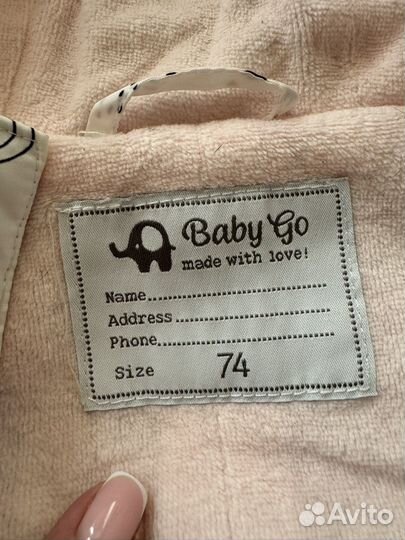 Baby Go
made with love!
Name
Address
Phone
Size 74
Avito